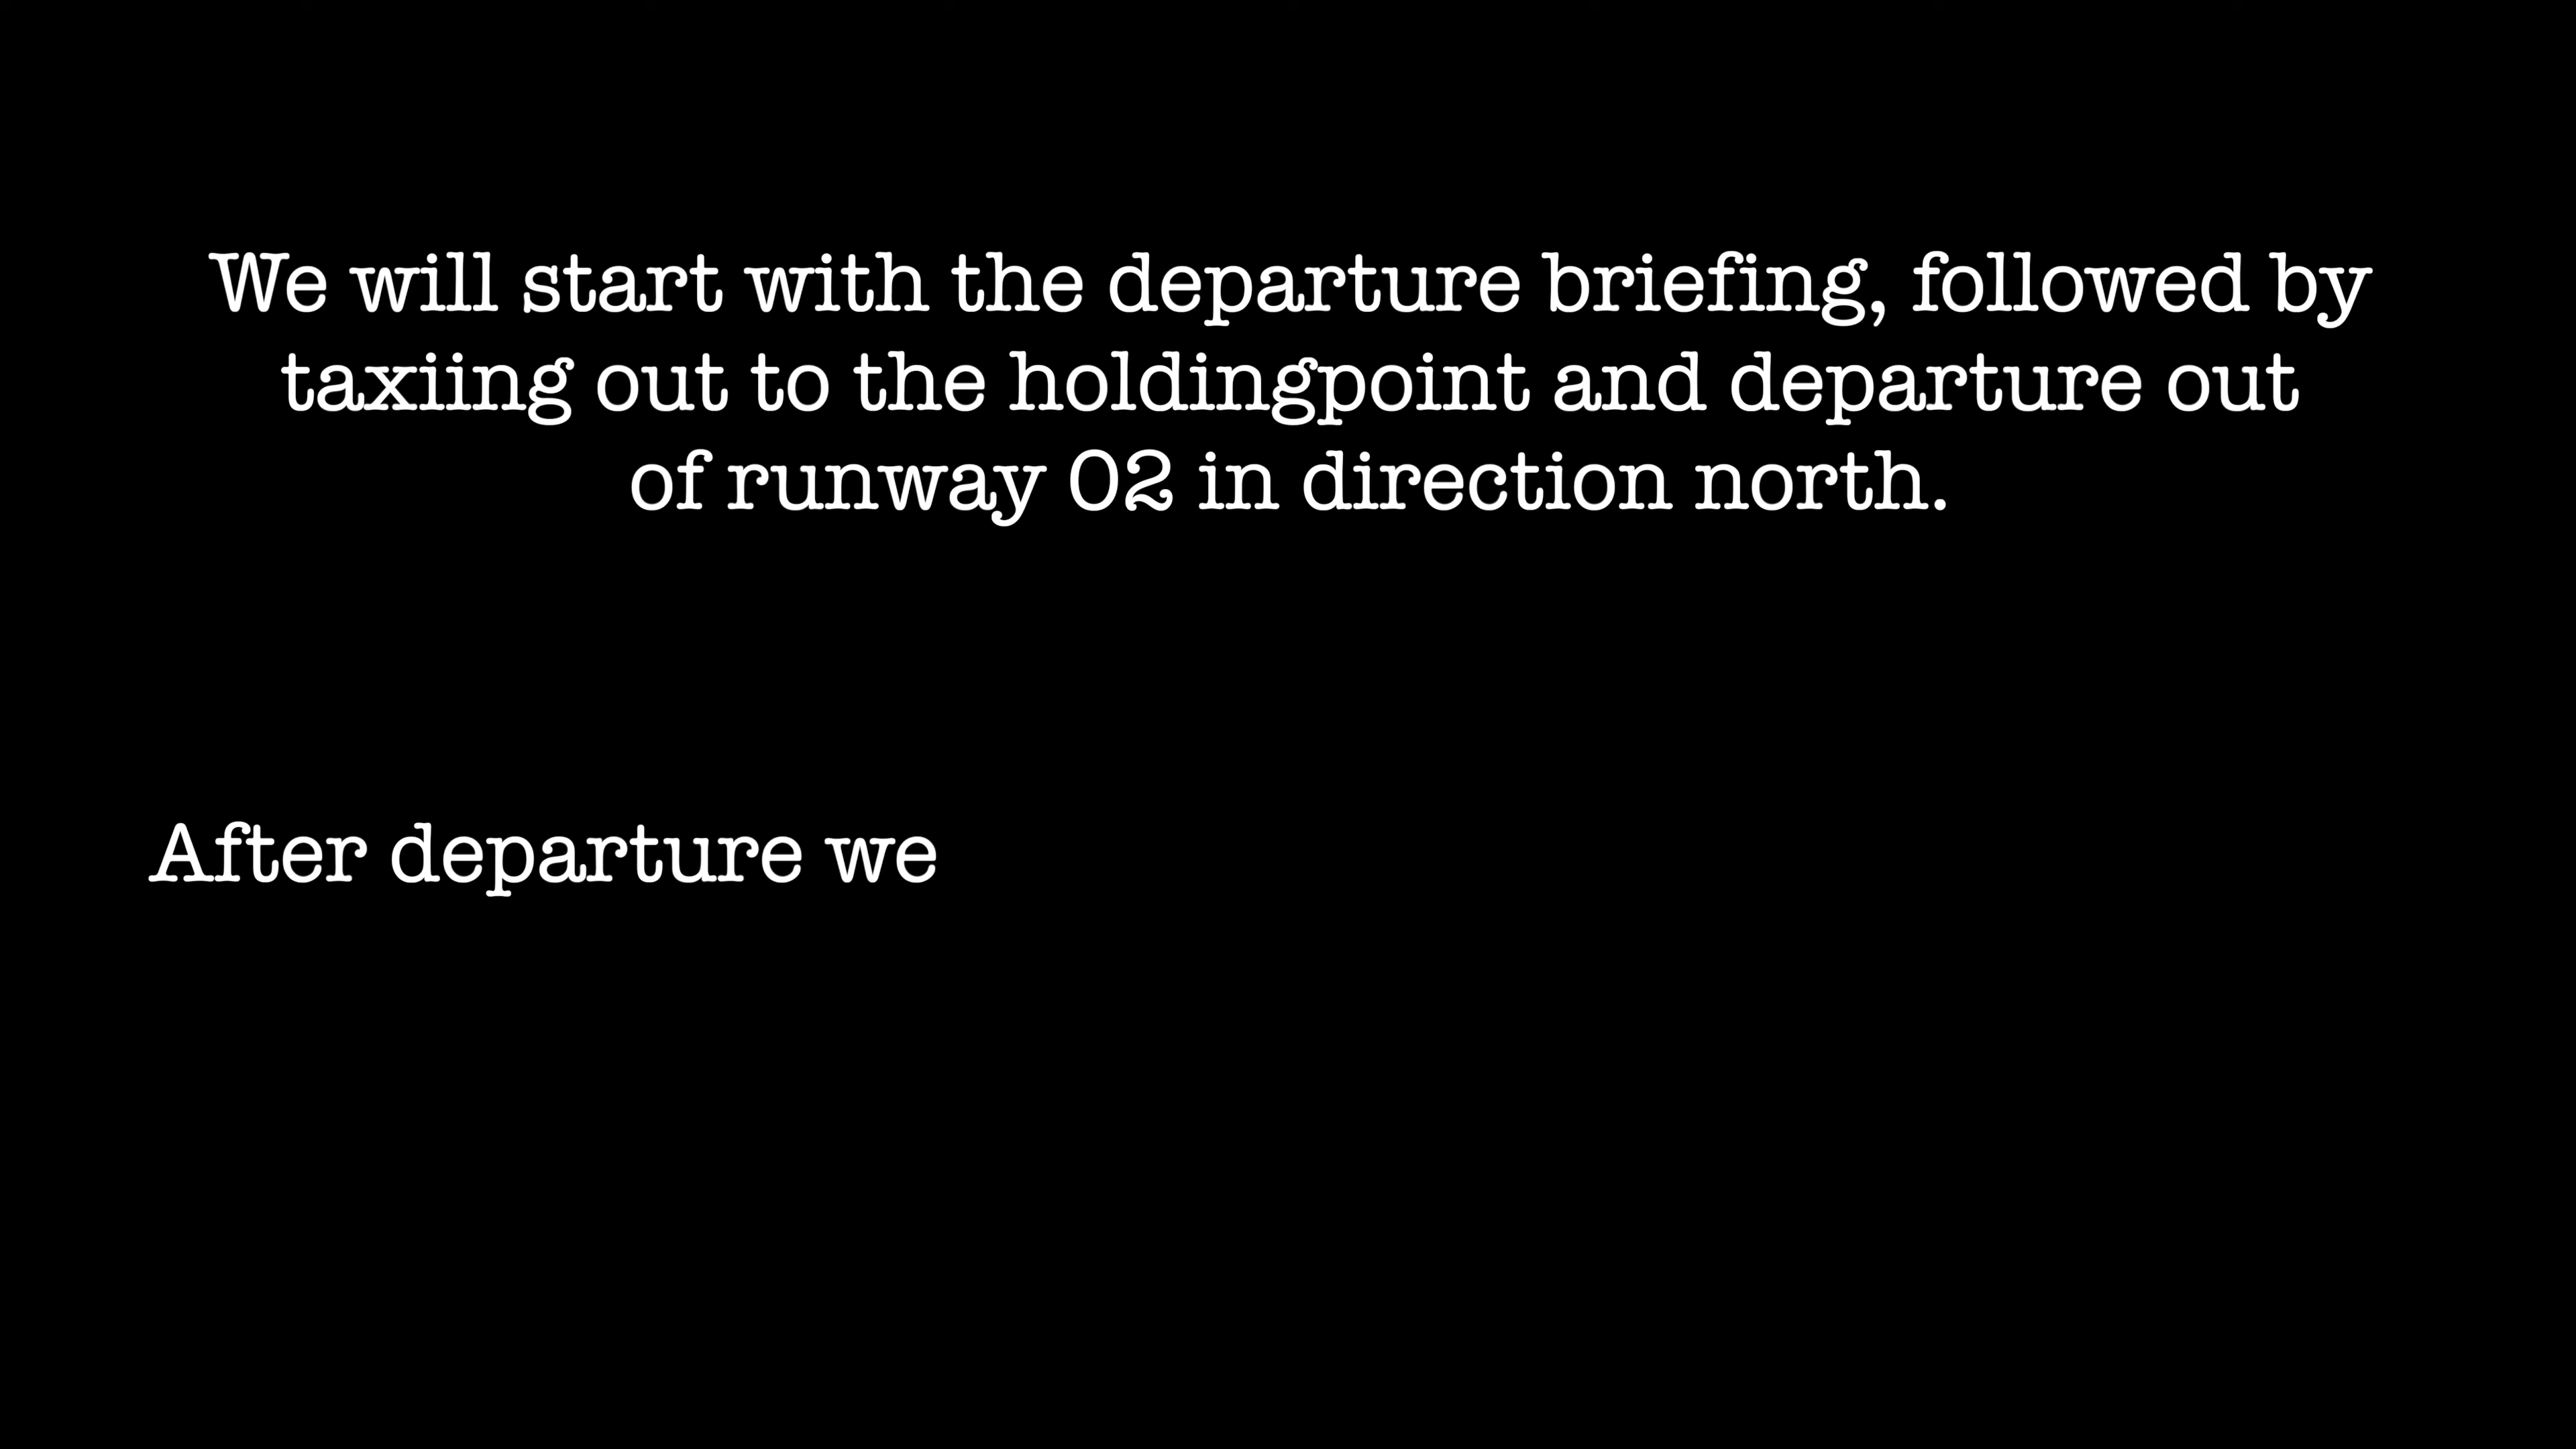 We will start with the departure briefing, followed by
taxiing out to the holdingpoint and departure out
of runway 02 in direction north.
After departure we